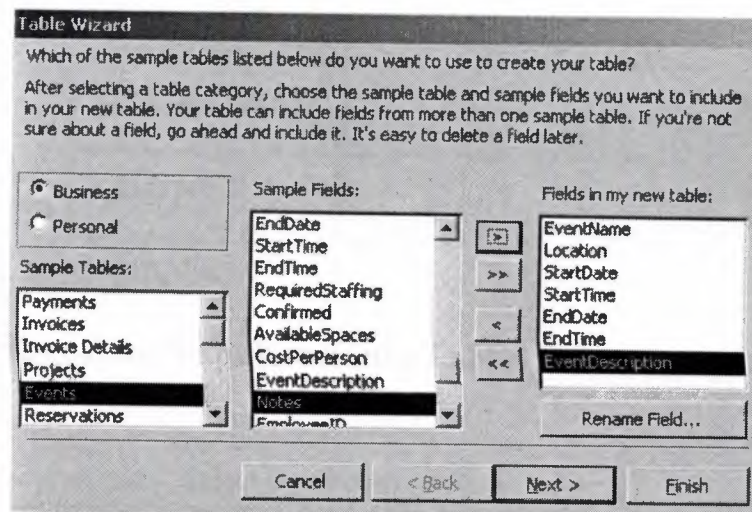 Table Wizard
Which of the sample tables listed below do you want to use to create your table?
After selecting a table category, choose the sample table and sample fields you want to include
in your new table. Your table can include fields from more than one sample table. If you're not
sure about a field, go ahead and include it. It's easy to delete a field later.
Business
Personal
Sample Tables:
Payments
Invoices
Invoice Details
Projects
Events
Reservations
Sample Fields:
EndDate
StartTime
EndTime
RequiredStaffing
Confirmed
AvailableSpaces
CostPerPerson
EventDescription
Notes
EmployeeID
>
>>
<
<<
Fields in my new table:
EventName
Location
StartDate
StartTime
EndDate
EndTime
EventDescription
Rename Field...
Cancel
< Back
Next >
Finish